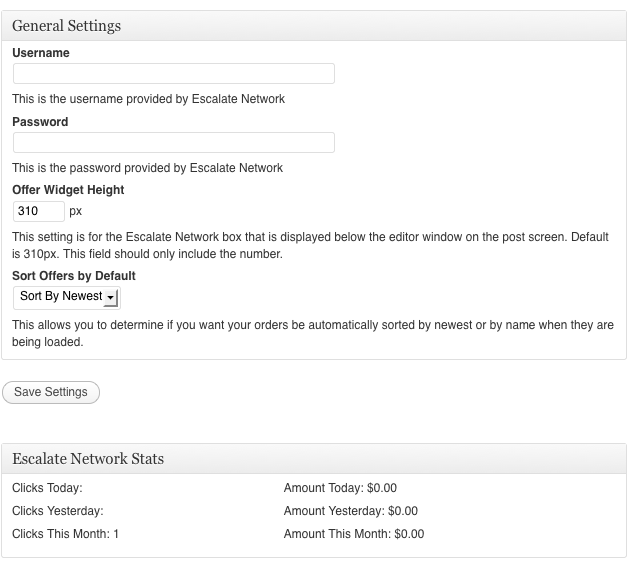 General Settings
Username
This is the username provided by Escalate Network
Password
This is the password provided by Escalate Network
Offer Widget Height
310 px
This setting is for the Escalate Network box that is displayed below the editor window on the post screen. Default
is 310px. This field should only include the number.
Sort Offers by Default
Sort By Newest
This allows you to determine if you want your orders be automatically sorted by newest or by name when they are
being loaded.
Save Settings
Escalate Network Stats
Clicks Today: Amount Today: $0.00
Clicks Yesterday: Amount Yesterday: $0.00
Clicks This Month: 1 Amount This Month: $0.00